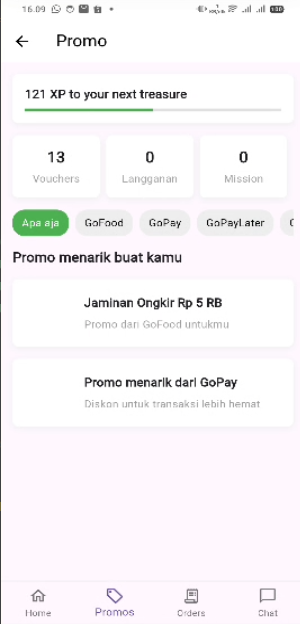 16.09
Promo
121 XP to your next treasure
13 0 0
Vouchers Langganan Mission
Apa aja GoFood GoPay GoPayLater
Promo menarik buat kamu
Jaminan Ongkir Rp 5 RB
Promo dari GoFood untukmu
Promo menarik dari GoPay
Diskon untuk transaksi lebih hemat
Home Promos Orders Chat